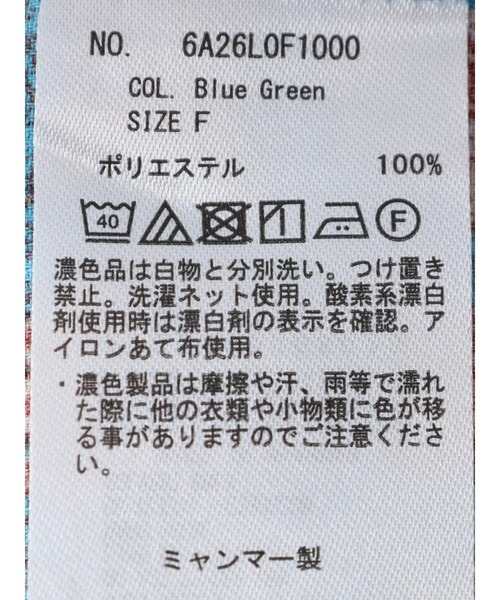 NO. 6A26L0F1000
COL. Blue Green
SIZE F
ポリエステル 100%
40 F
濃色品は白物と分別洗い。つけ置き
禁止。洗濯ネット使用。酸素系漂白
剤使用時は漂白剤の表示を確認。ア
イロンあて布使用。
・濃色製品は摩擦や汗、雨等で濡れ
た際に他の衣類や小物類に色が移
る事がありますのでご注意くださ
い。
ミャンマー製